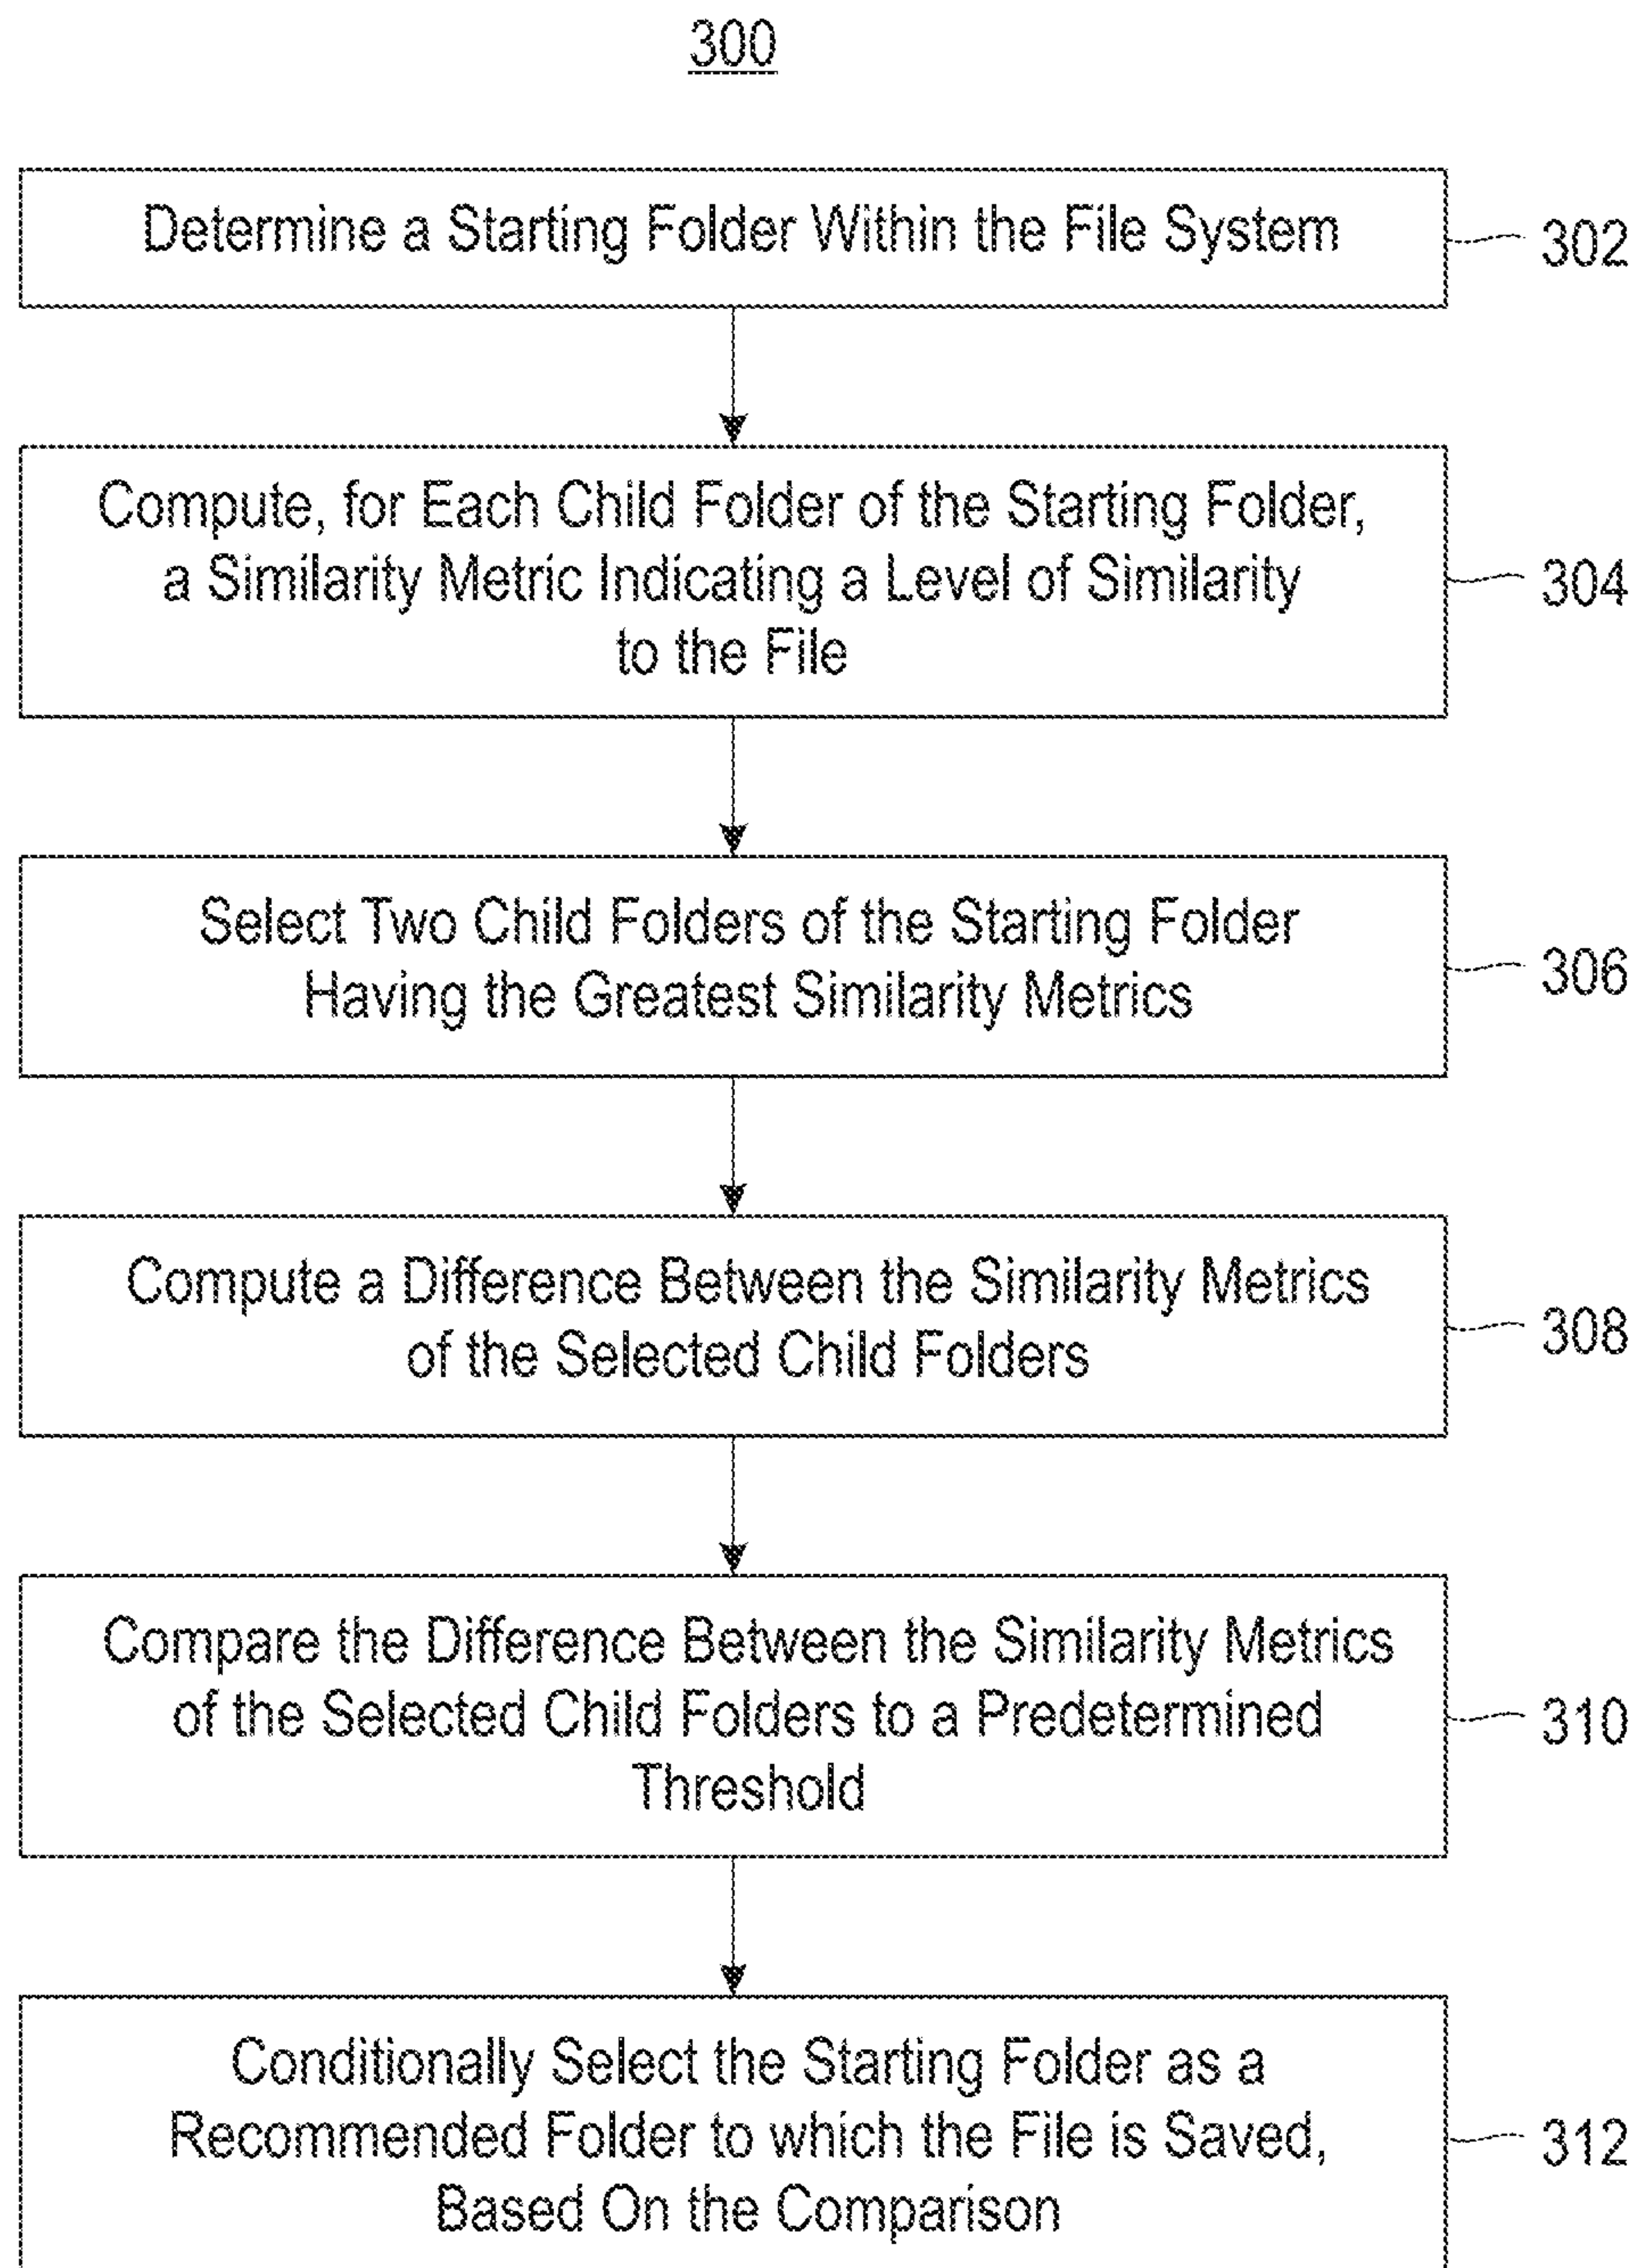 300
Determine a Starting Folder Within the File System
302
Compute, for Each Child Folder of the Starting Folder,
a Similarity Metric Indicating a Level of Similarity
to the File
304
Select Two Child Folders of the Starting Folder
Having the Greatest Similarity Metrics
306
Compute a Difference Between the Similarity Metrics
of the Selected Child Folders
308
Compare the Difference Between the Similarity Metrics
of the Selected Child Folders to a Predetermined
Threshold
310
Conditionally Select the Starting Folder as a
Recommended Folder to which the File is Saved,
Based On the Comparison
312